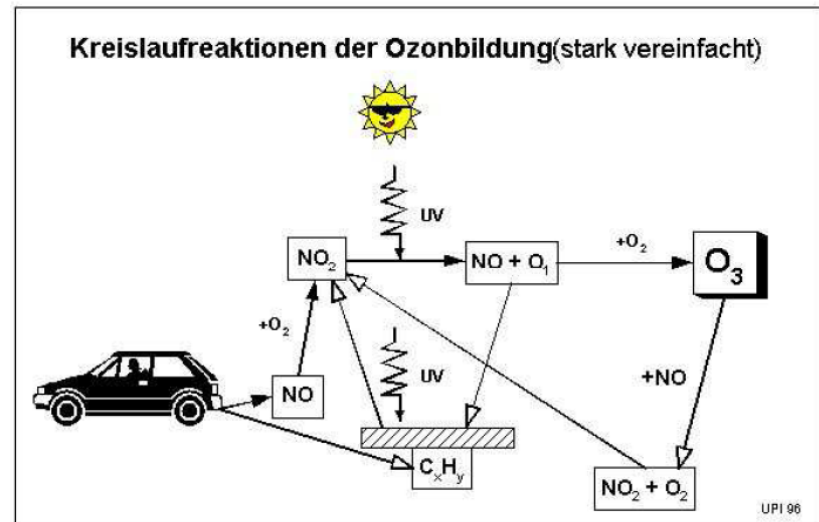 Kreislaufreaktionen der Ozonbildung(stark vereinfacht)
UV
NO₂
NO + O₁
+O₂
O₃
+O₂
NO
UV
+NO
CₓHᵧ
NO₂ + O₂
UPI 96